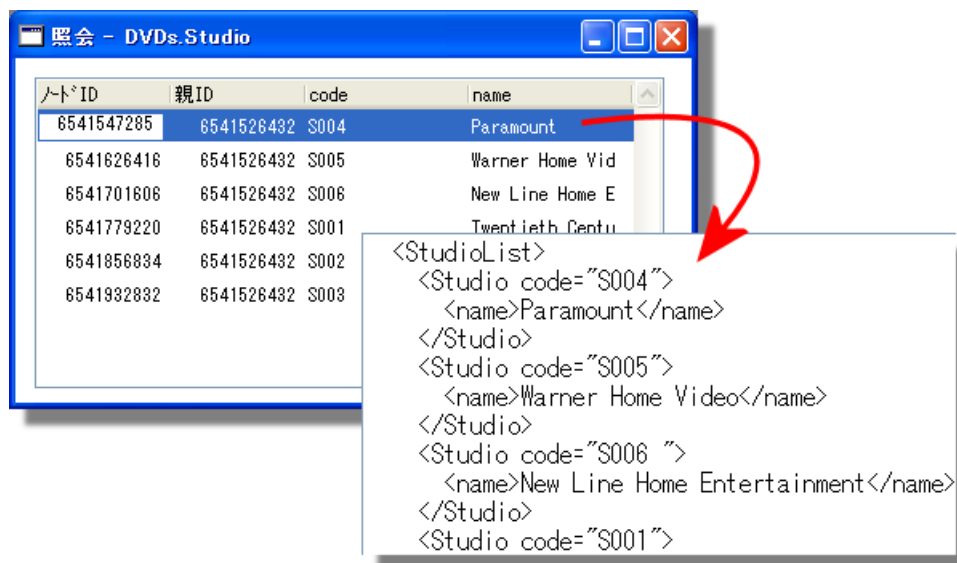 照会 - DVDs.Studio
ﾉｰﾄﾞID 親ID code name
6541547285 6541526432 S004 Paramount
6541626416 6541526432 S005 Warner Home Vid
6541701606 6541526432 S006 New Line Home E
6541779220 6541526432 S001 Twentieth Centu
6541856834 6541526432 S002
6541932832 6541526432 S003
<StudioList>
<Studio code="S004">
<name>Paramount</name>
</Studio>
<Studio code="S005">
<name>Warner Home Video</name>
</Studio>
<Studio code="S006 ">
<name>New Line Home Entertainment</name>
</Studio>
<Studio code="S001">